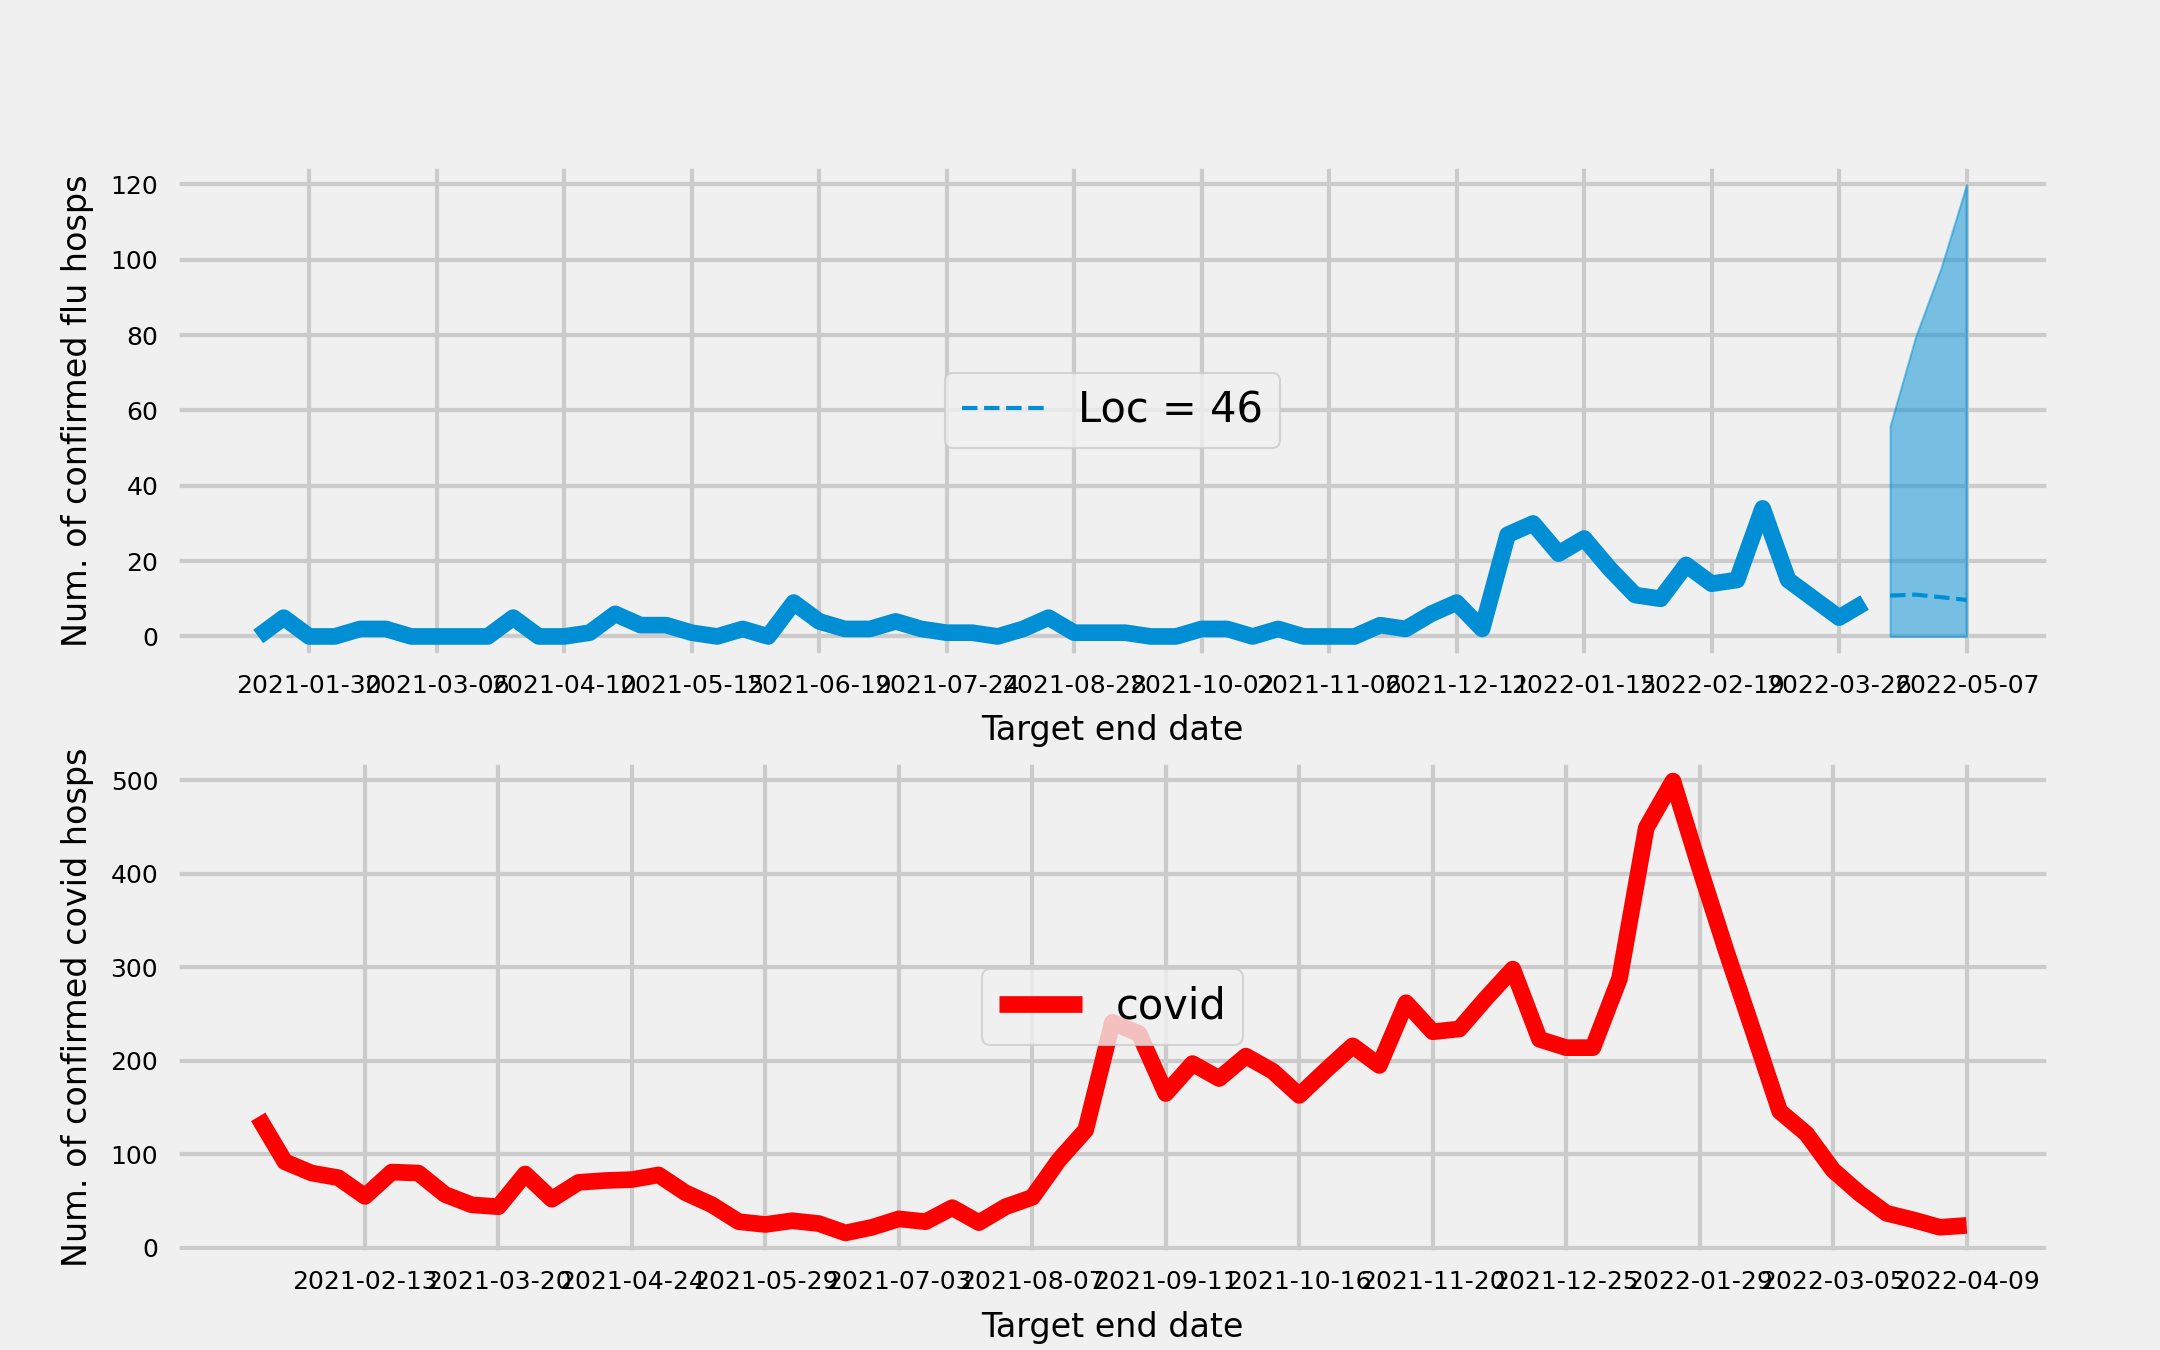 Num. of confirmed flu hosps
120
100
80
60
40
20
0
Loc = 46
2021-01-30 2021-03-06 2021-04-10 2021-05-15 2021-06-19 2021-07-24 2021-08-28 2021-10-02 2021-11-06 2021-12-11 2022-01-15 2022-02-19 2022-03-26 2022-05-07
Target end date
Num. of confirmed covid hosps
500
400
300
200
100
0
covid
2021-02-13 2021-03-20 2021-04-24 2021-05-29 2021-07-03 2021-08-07 2021-09-11 2021-10-16 2021-11-20 2021-12-25 2022-01-29 2022-03-05 2022-04-09
Target end date